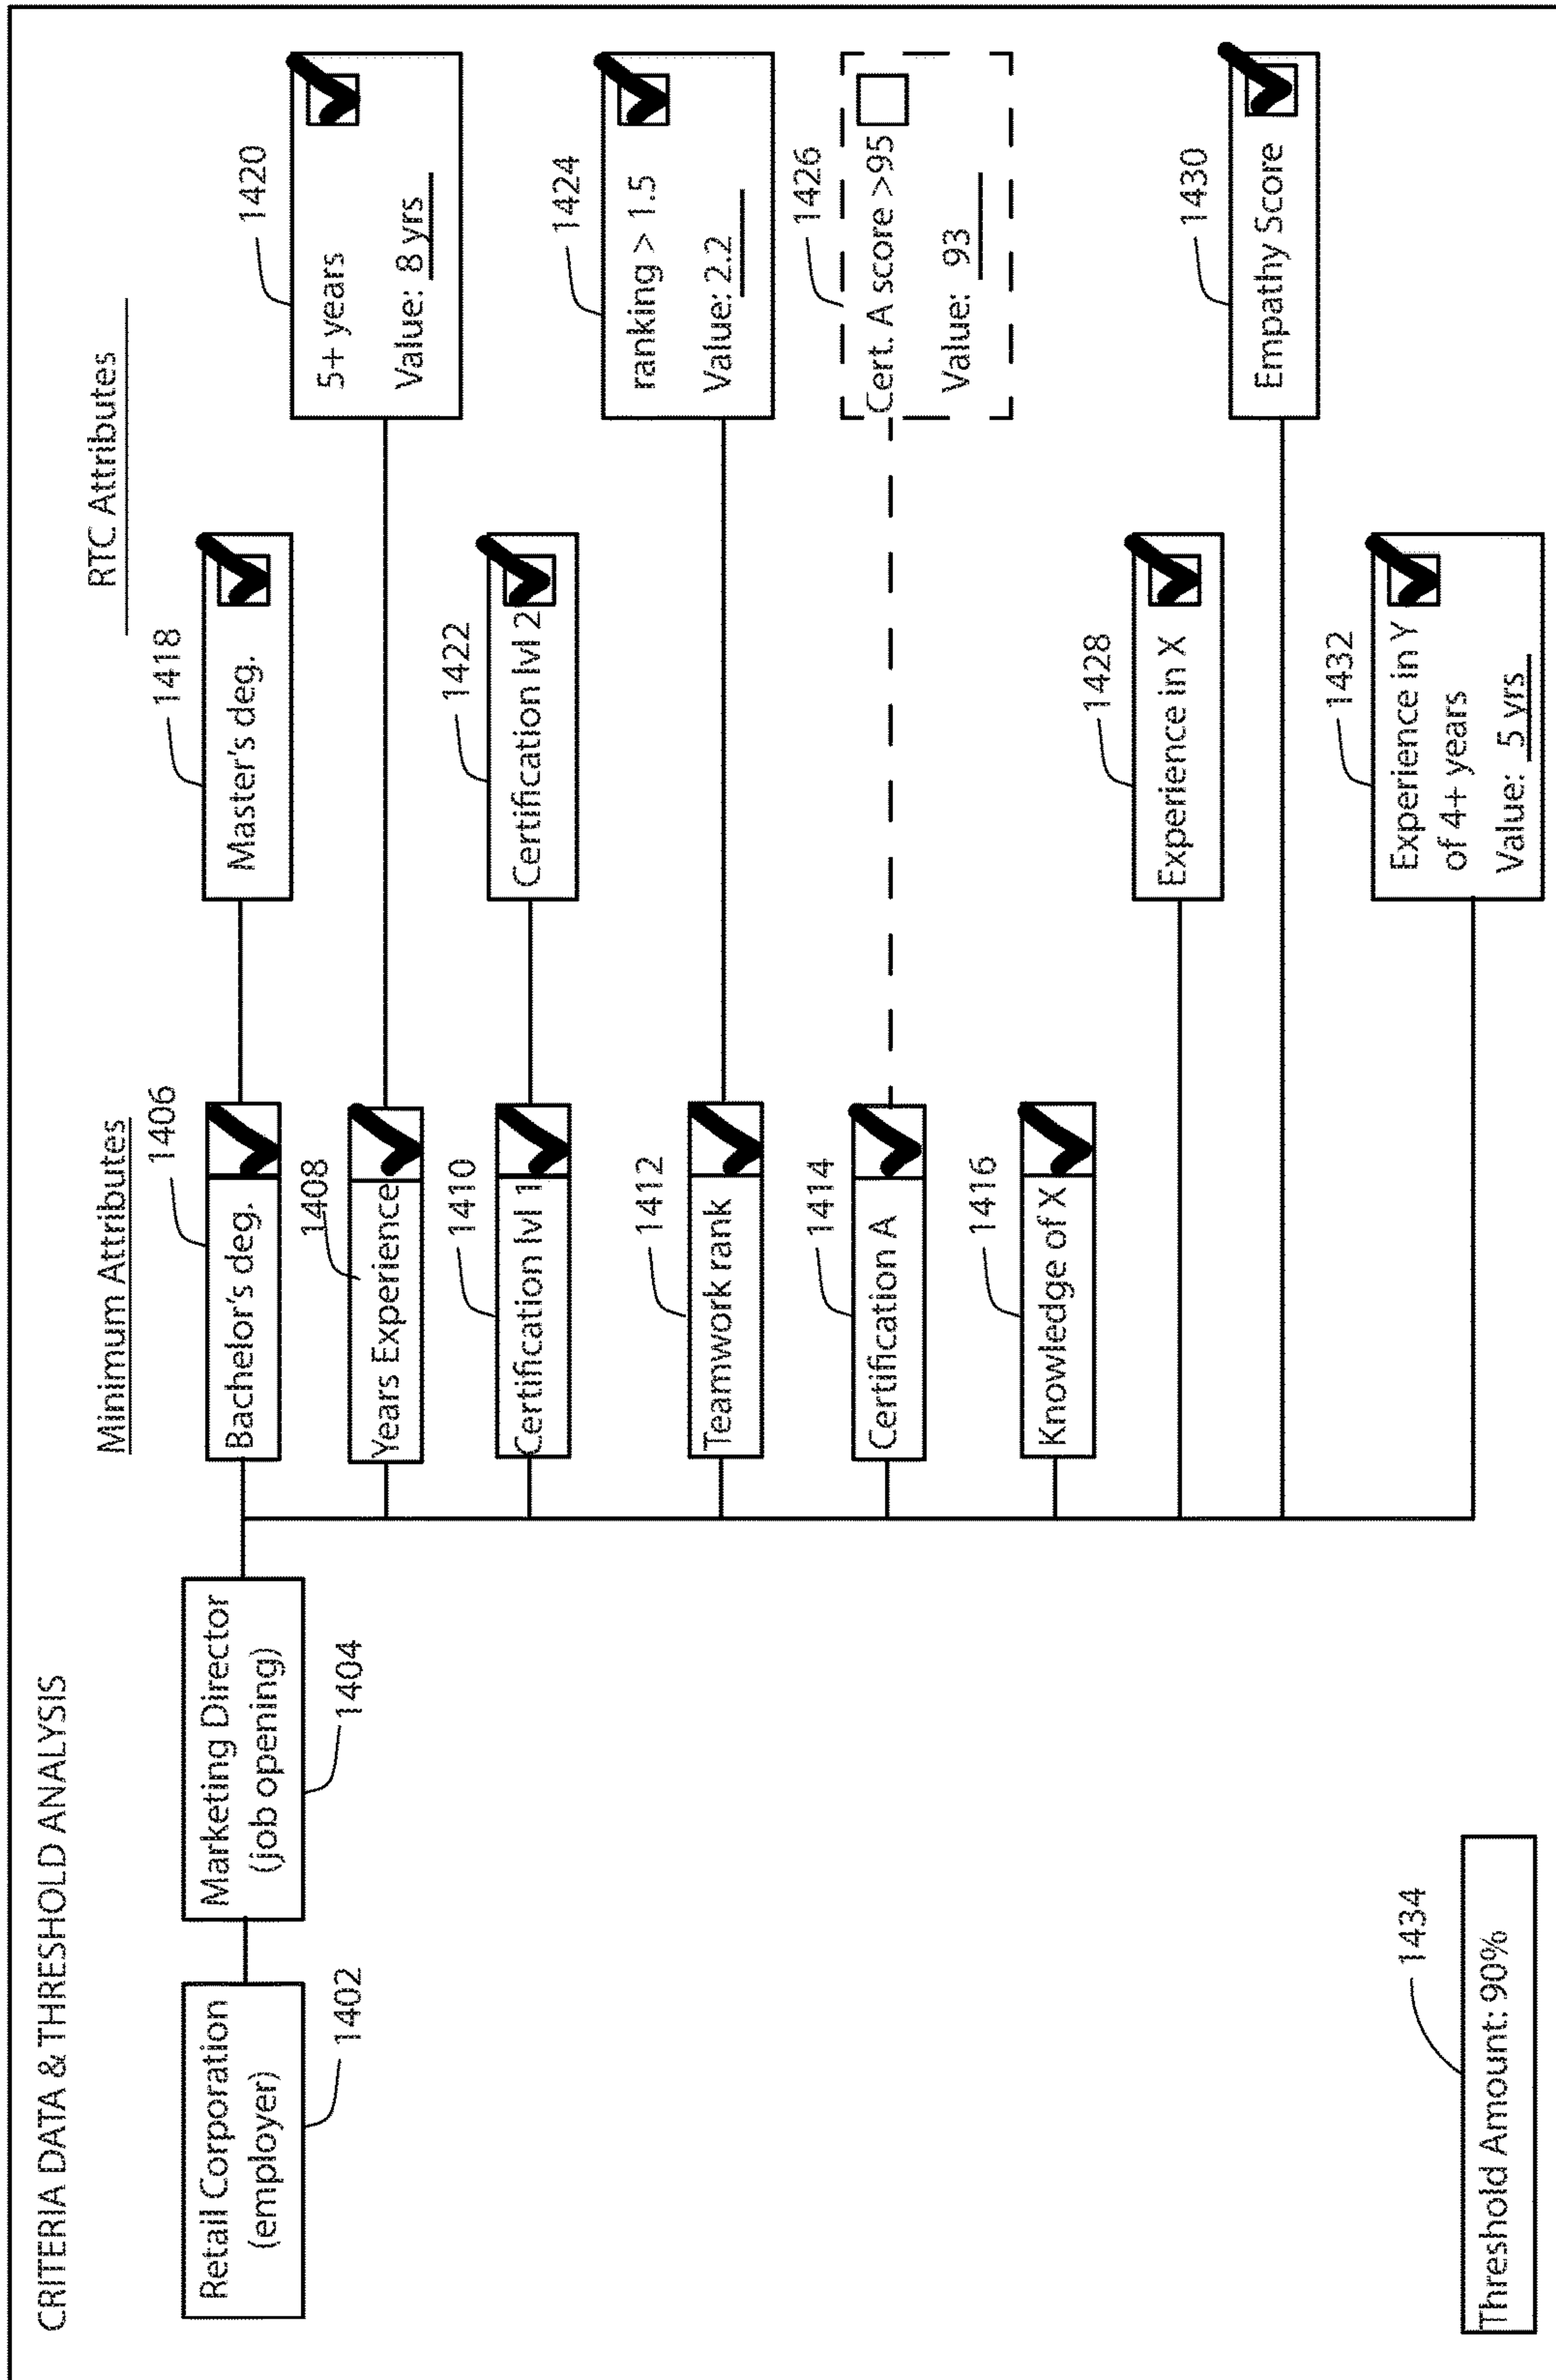 CRITERIA DATA & THRESHOLD ANALYSIS
Retail Corporation
(employer)
1402
Marketing Director
(job opening)
1404
Minimum Attributes
1406
Bachelor's deg.
1408
Years Experience
1410
Certification lvl 1
1412
Teamwork rank
1414
Certification A
1416
Knowledge of X
RTC Attributes
1418
Master's deg.
1420
5+ years
Value: 8 yrs
1422
Certification lvl 2
1424
ranking > 1.5
Value: 2.2
1426
Cert. A score >95
Value: 93
1428
Experience in X
1430
Empathy Score
1432
Experience in Y
of 4+ years
Value: 5 yrs
1434
Threshold Amount: 90%